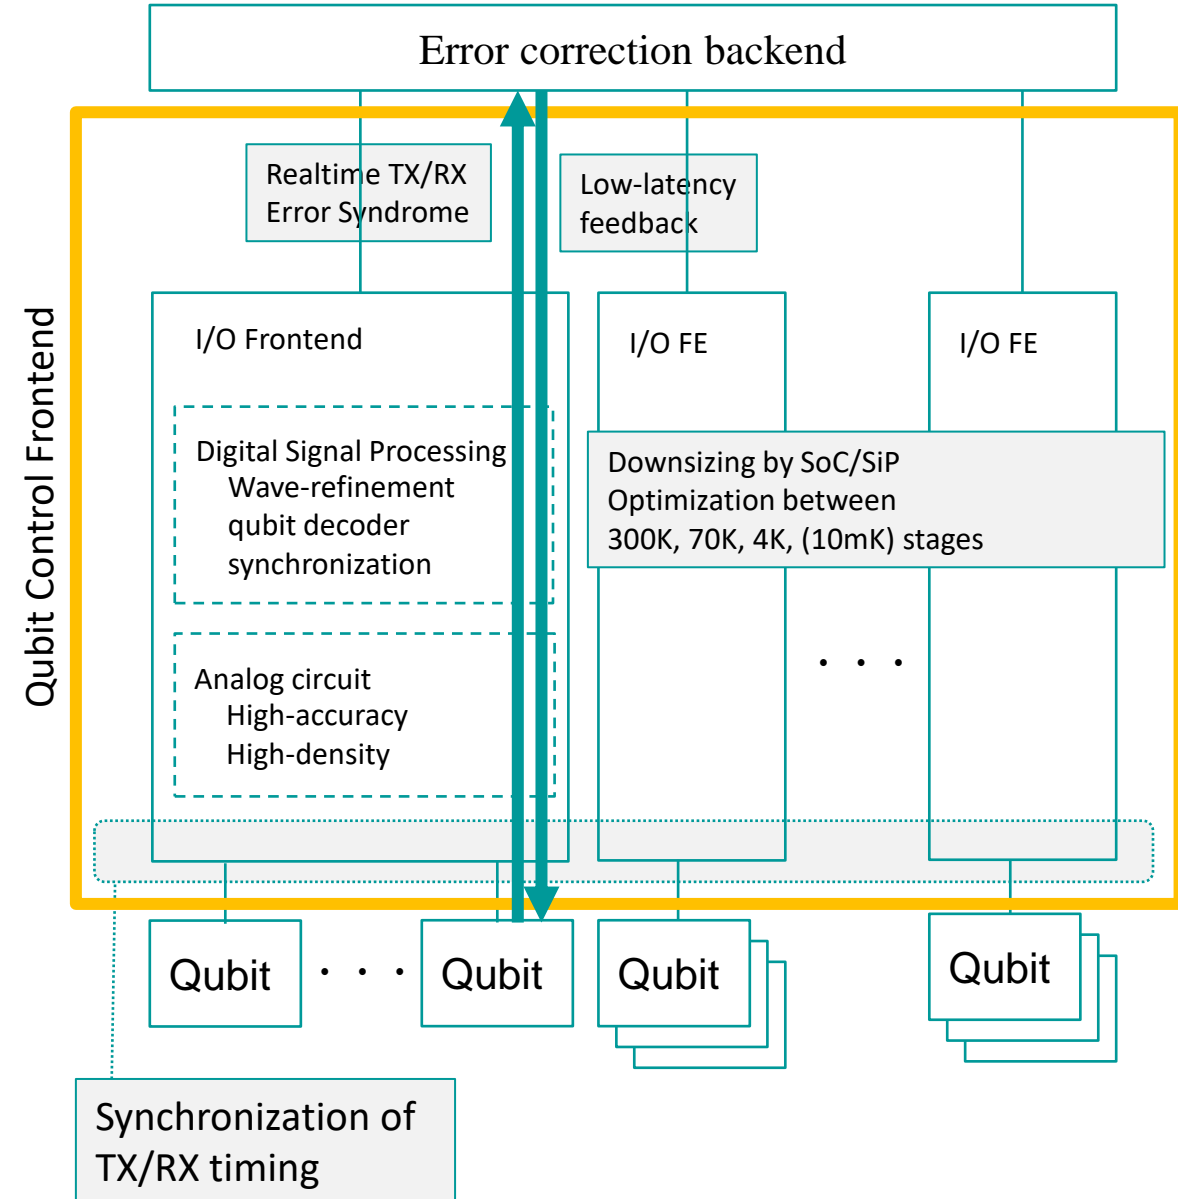 Error correction backend
Qubit Control Frontend
Realtime TX/RX
Error Syndrome
Low-latency
feedback
I/O Frontend
I/O FE
I/O FE
Digital Signal Processing
Wave-refinement
qubit decoder
synchronization
Downsizing by SoC/SiP
Optimization between
300K, 70K, 4K, (10mK) stages
Analog circuit
High-accuracy
High-density
. . .
Qubit
. . .
Qubit
Qubit
Qubit
Synchronization of
TX/RX timing